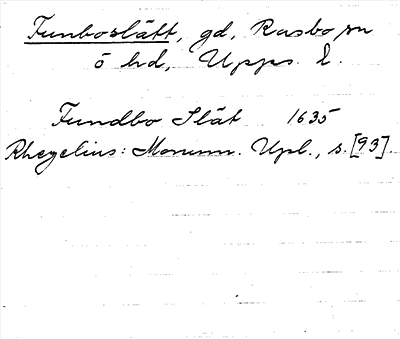 Funboslätt, gd, Rasbo sn
ö hd, Upps. l.
Fundbo Slät 1635
Rhezelius: Monum. Upl., s. [93].